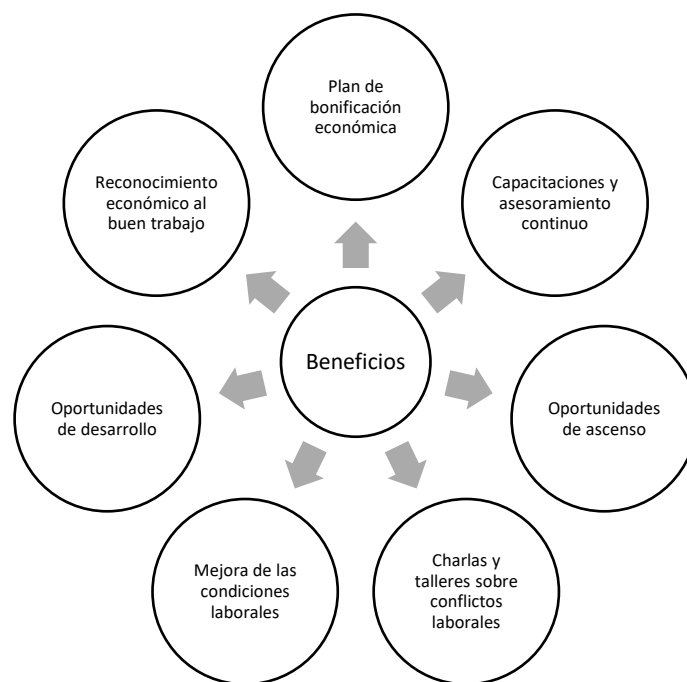 Plan de
bonificación
económica
Capacitaciones y
asesoramiento
continuo
Oportunidades
de ascenso
Charlas y
talleres sobre
conflictos
laborales
Mejora de las
condiciones
laborales
Oportunidades
de desarrollo
Reconocimiento
económico al
buen trabajo
Beneficios